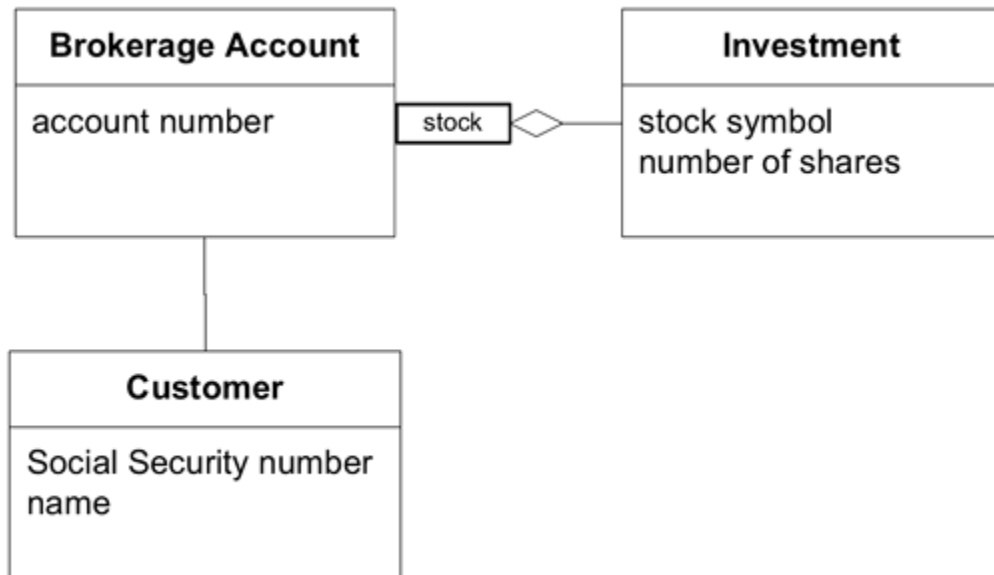 Brokerage Account
account number
stock
Investment
stock symbol
number of shares
Customer
Social Security number
name